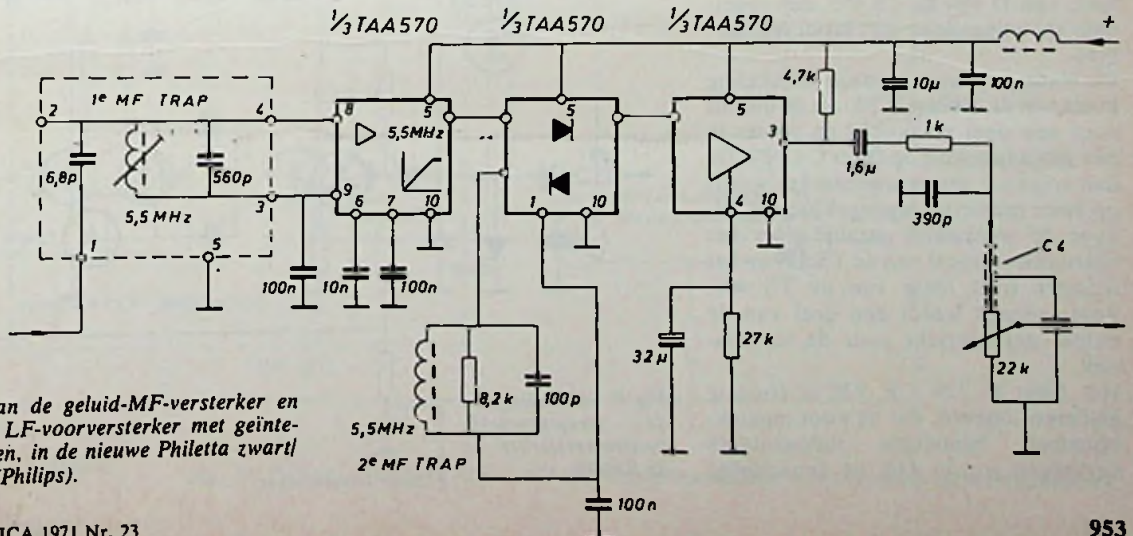 1/3 TAA570
1/3 TAA570
1/3 TAA570
+
4,7k
10µ
100n
1e MF TRAP
2
4
6,8p
560p
5,5 MHz
3
1
5
8
5
5,5MHz
9
6
7
10
100n
10n
100n
5
1
10
5
3
4
10
1,6µ
1k
390p
C4
22k
32µ
27k
8,2k
100p
5,5MHz
2e MF TRAP
100n
an de geluid-MF-versterker en
LF-voorversterker met geinte-
en, in de nieuwe Philetta zwart/
Philips).
ICA 1971 Nr. 23
953